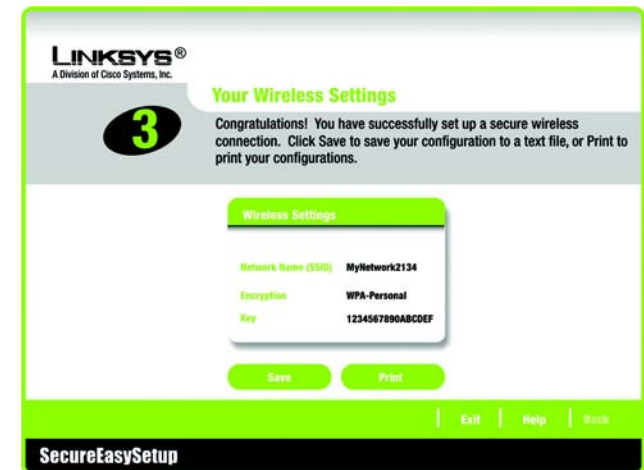 LINKSYS®
A Division of Cisco Systems, Inc.
Your Wireless Settings
3
Congratulations! You have successfully set up a secure wireless
connection. Click Save to save your configuration to a text file, or Print to
print your configurations.
Wireless Settings
Network Name (SSID) MyNetwork2134
Encryption WPA-Personal
Key 1234567890ABCDEF
Save Print
Exit Help Back
SecureEasySetup